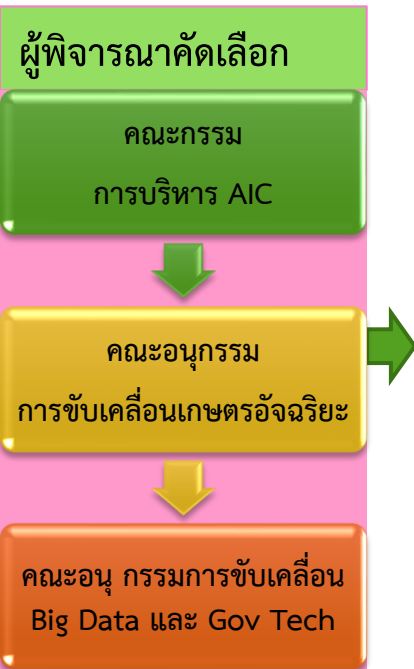 ผู้พิจารณาคัดเลือก
คณะกรรม
การบริหาร AIC
คณะอนุกรรม
การขับเคลื่อนเกษตรอัจฉริยะ
คณะอนุ กรรมการขับเคลื่อน
Big Data และ Gov Tech